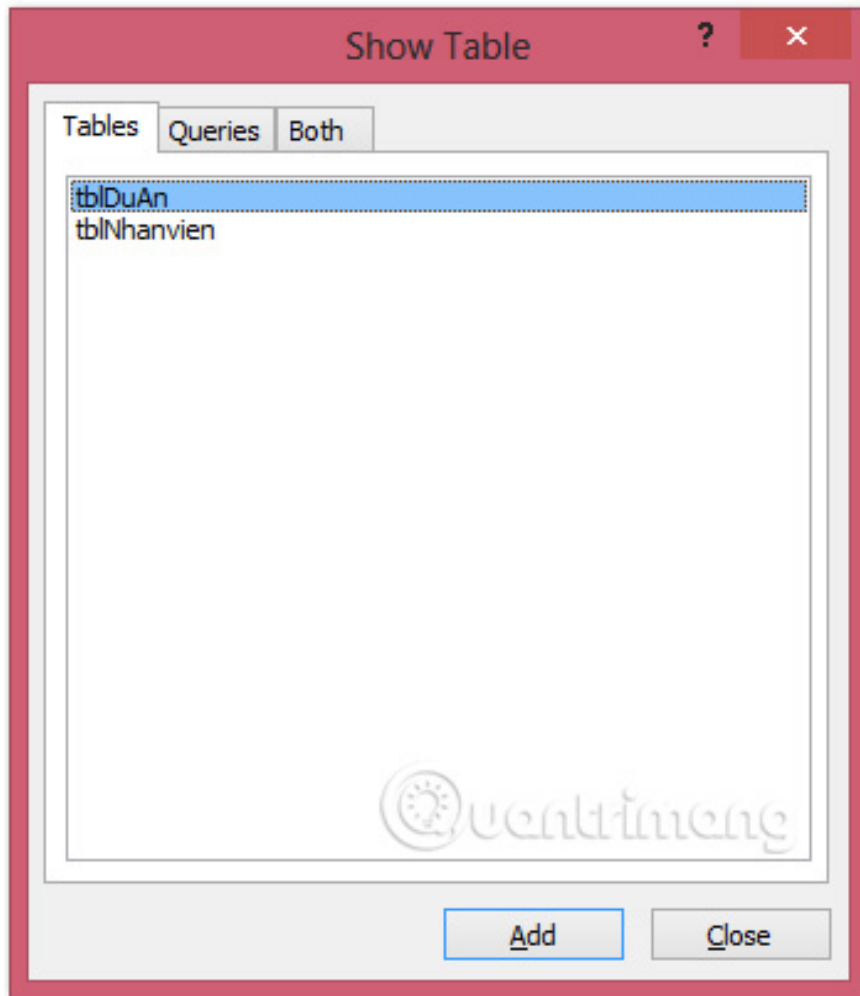 Show Table
?
×
Tables
Queries
Both
tblDuAn
tblNhanvien
Quantrimang
Add
Close